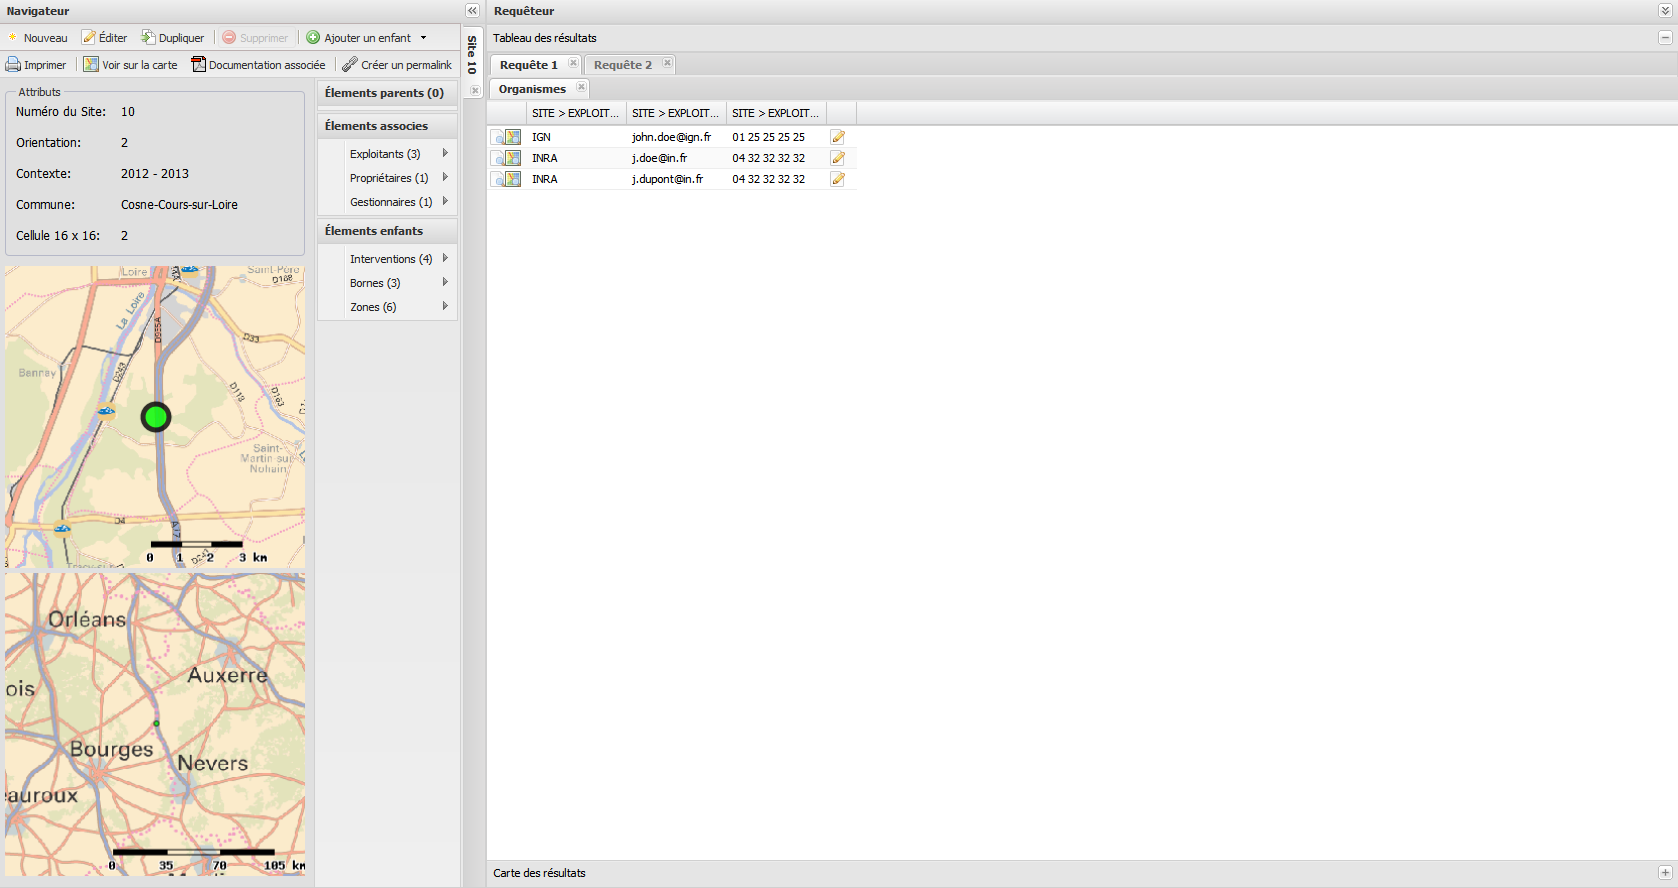 Navigateur
Nouveau Éditer Dupliquer Supprimer Ajouter un enfant
Imprimer Voir sur la carte Documentation associée Créer un permalink
Attributs
Numéro du Site: 10
Orientation: 2
Contexte: 2012 - 2013
Commune: Cosne-Cours-sur-Loire
Cellule 16 x 16: 2
Loire
Saint-Père
D168
La Loire
D955A
D33
Bannay
D243
D113
D163
Saint-
Martin-su
Nohain
D4
A77
D243
0 1 2 3 km
Orléans
Auxerre
ois
Bourges
Nevers
eauroux
0 35 70 105 km
Élements parents (0)
Élements associes
Exploitants (3)
Propriétaires (1)
Gestionnaires (1)
Élements enfants
Interventions (4)
Bornes (3)
Zones (6)
Site 10
Requêteur
Tableau des résultats
Requête 1 Requête 2
Organismes
SITE > EXPLOIT... SITE > EXPLOIT... SITE > EXPLOIT...
IGN john.doe@ign.fr 01 25 25 25 25
INRA j.doe@in.fr 04 32 32 32 32
INRA j.dupont@in.fr 04 32 32 32 32
Carte des résultats